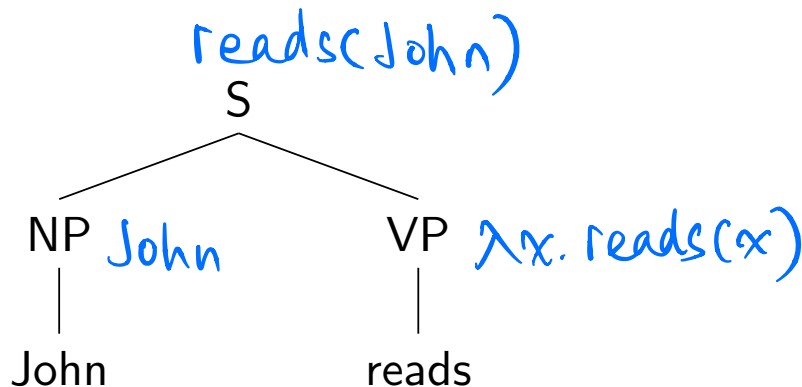 reads(John)
S
NP John VP λx. reads(x)
John reads